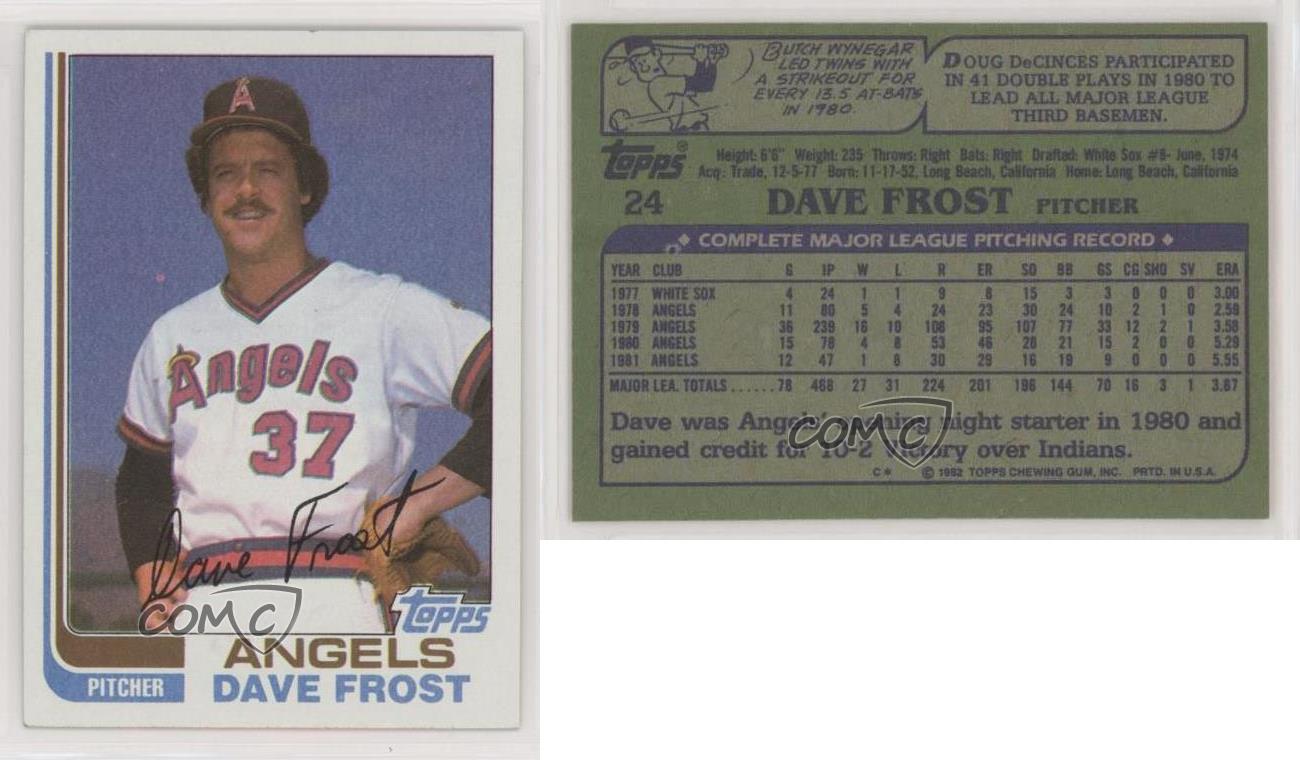 A
Angels
37
Dave Frost
COMC
topps
ANGELS
PITCHER
DAVE FROST
BUTCH WYNEGAR
LED TWINS WITH
A STRIKEOUT FOR
EVERY 13.5 AT-BATS
IN 1980.
DOUG DeCINCES PARTICIPATED
IN 41 DOUBLE PLAYS IN 1980 TO
LEAD ALL MAJOR LEAGUE
THIRD BASEMEN.
topps®
Height: 6'6" Weight: 235 Throws: Right Bats: Right Drafted: White Sox #8- June, 1974
Acq: Trade, 12-5-77 Born: 11-17-52, Long Beach, California Home: Long Beach, California
24 DAVE FROST PITCHER
COMPLETE MAJOR LEAGUE PITCHING RECORD
YEAR CLUB G IP W L R ER SO BB GS CG SHO SV ERA
1977 WHITE SOX 4 24 1 1 9 8 15 3 3 0 0 0 3.00
1978 ANGELS 11 80 5 4 24 23 30 24 10 2 1 0 2.59
1979 ANGELS 36 239 16 10 108 95 107 77 33 12 2 1 3.58
1980 ANGELS 15 78 4 8 53 46 28 21 15 2 0 0 5.29
1981 ANGELS 12 47 1 8 30 29 16 19 9 0 0 0 5.55
MAJOR LEA. TOTALS...... 78 468 27 31 224 201 196 144 70 16 3 1 3.87
Dave was Angels' opening night starter in 1980 and
gained credit for 10-2 victory over Indians.
COMC
C* © 1982 TOPPS CHEWING GUM, INC. PRTD. IN U.S.A.